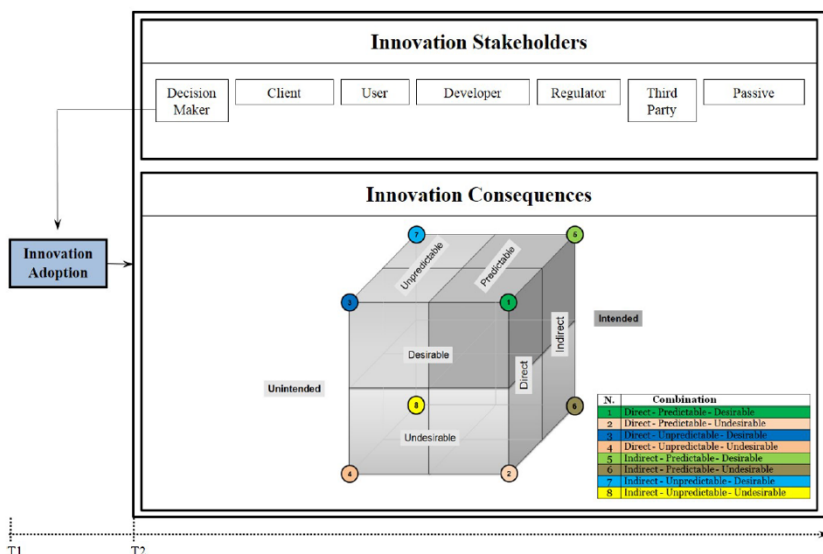 Innovation Stakeholders
Decision
Maker
Client
User
Developer
Regulator
Third
Party
Passive
Innovation Consequences
Innovation
Adoption
7
5
Unpredictable
Predictable
3
1
Indirect
Intended
Desirable
Direct
Unintended
8
6
Undesirable
4
2
N. Combination
1 Direct - Predictable - Desirable
2 Direct - Predictable - Undesirable
3 Direct - Unpredictable - Desirable
4 Direct - Unpredictable - Undesirable
5 Indirect - Predictable - Desirable
6 Indirect - Predictable - Undesirable
7 Indirect - Unpredictable - Desirable
8 Indirect - Unpredictable - Undesirable
T1
T2